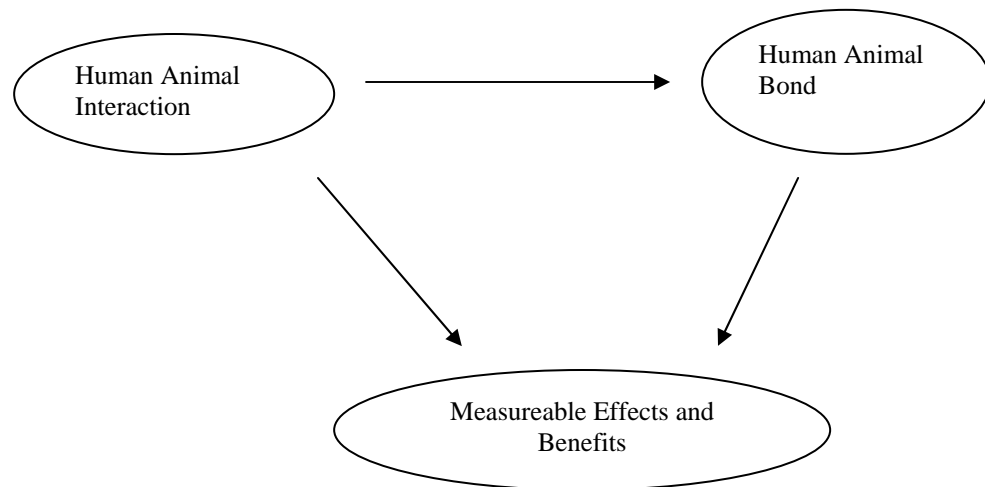 Human Animal
Interaction
Human Animal
Bond
Measureable Effects and
Benefits